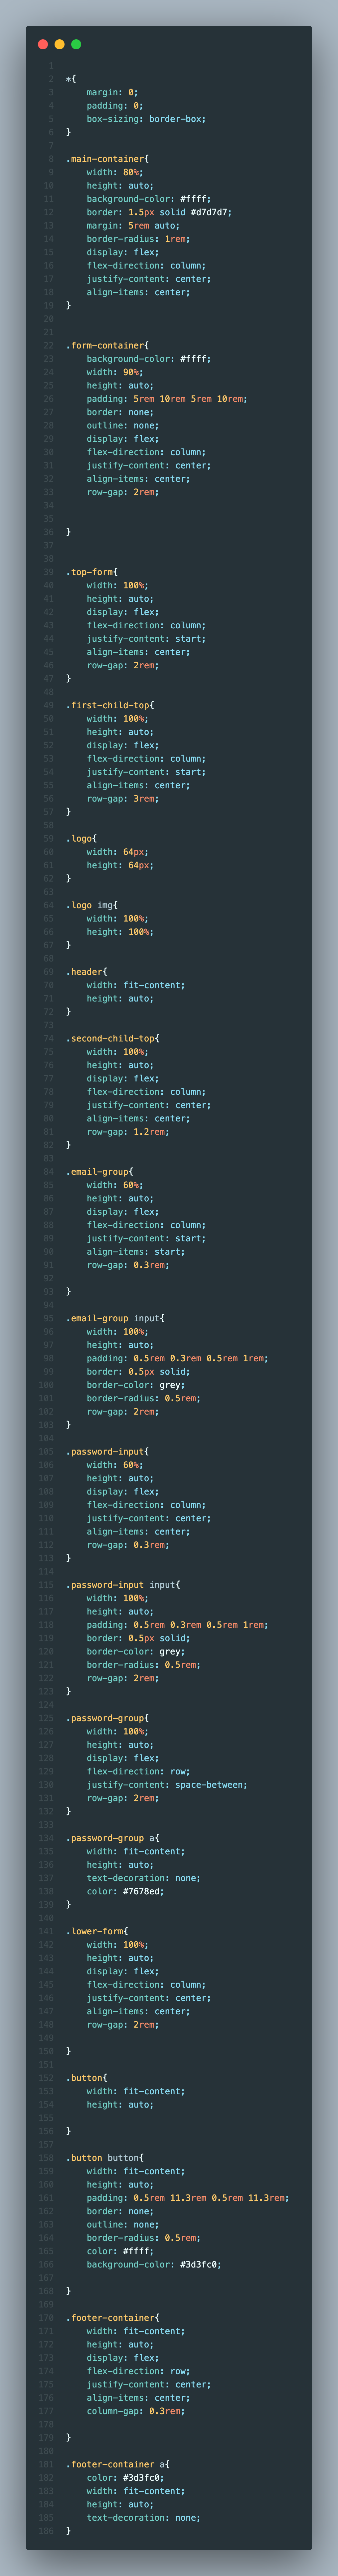 1
2 *{
3     margin: 0;
4     padding: 0;
5     box-sizing: border-box;
6 }
7
8 .main-container{
9     width: 80%;
10     height: auto;
11     background-color: #ffff;
12     border: 1.5px solid #d7d7d7;
13     margin: 5rem auto;
14     border-radius: 1rem;
15     display: flex;
16     flex-direction: column;
17     justify-content: center;
18     align-items: center;
19 }
20
21
22 .form-container{
23     background-color: #ffff;
24     width: 90%;
25     height: auto;
26     padding: 5rem 10rem 5rem 10rem;
27     border: none;
28     outline: none;
29     display: flex;
30     flex-direction: column;
31     justify-content: center;
32     align-items: center;
33     row-gap: 2rem;
34
35
36 }
37
38
39 .top-form{
40     width: 100%;
41     height: auto;
42     display: flex;
43     flex-direction: column;
44     justify-content: start;
45     align-items: center;
46     row-gap: 2rem;
47 }
48
49 .first-child-top{
50     width: 100%;
51     height: auto;
52     display: flex;
53     flex-direction: column;
54     justify-content: start;
55     align-items: center;
56     row-gap: 3rem;
57 }
58
59 .logo{
60     width: 64px;
61     height: 64px;
62 }
63
64 .logo img{
65     width: 100%;
66     height: 100%;
67 }
68
69 .header{
70     width: fit-content;
71     height: auto;
72 }
73
74 .second-child-top{
75     width: 100%;
76     height: auto;
77     display: flex;
78     flex-direction: column;
79     justify-content: center;
80     align-items: center;
81     row-gap: 1.2rem;
82 }
83
84 .email-group{
85     width: 60%;
86     height: auto;
87     display: flex;
88     flex-direction: column;
89     justify-content: start;
90     align-items: start;
91     row-gap: 0.3rem;
92
93 }
94
95 .email-group input{
96     width: 100%;
97     height: auto;
98     padding: 0.5rem 0.3rem 0.5rem 1rem;
99     border: 0.5px solid;
100     border-color: grey;
101     border-radius: 0.5rem;
102     row-gap: 2rem;
103 }
104
105 .password-input{
106     width: 60%;
107     height: auto;
108     display: flex;
109     flex-direction: column;
110     justify-content: center;
111     align-items: center;
112     row-gap: 0.3rem;
113 }
114
115 .password-input input{
116     width: 100%;
117     height: auto;
118     padding: 0.5rem 0.3rem 0.5rem 1rem;
119     border: 0.5px solid;
120     border-color: grey;
121     border-radius: 0.5rem;
122     row-gap: 2rem;
123 }
124
125 .password-group{
126     width: 100%;
127     height: auto;
128     display: flex;
129     flex-direction: row;
130     justify-content: space-between;
131     row-gap: 2rem;
132 }
133
134 .password-group a{
135     width: fit-content;
136     height: auto;
137     text-decoration: none;
138     color: #7678ed;
139 }
140
141 .lower-form{
142     width: 100%;
143     height: auto;
144     display: flex;
145     flex-direction: column;
146     justify-content: center;
147     align-items: center;
148     row-gap: 2rem;
149
150 }
151
152 .button{
153     width: fit-content;
154     height: auto;
155
156 }
157
158 .button button{
159     width: fit-content;
160     height: auto;
161     padding: 0.5rem 11.3rem 0.5rem 11.3rem;
162     border: none;
163     outline: none;
164     border-radius: 0.5rem;
165     color: #ffff;
166     background-color: #3d3fc0;
167
168 }
169
170 .footer-container{
171     width: fit-content;
172     height: auto;
173     display: flex;
174     flex-direction: row;
175     justify-content: center;
176     align-items: center;
177     column-gap: 0.3rem;
178
179 }
180
181 .footer-container a{
182     color: #3d3fc0;
183     width: fit-content;
184     height: auto;
185     text-decoration: none;
186 }